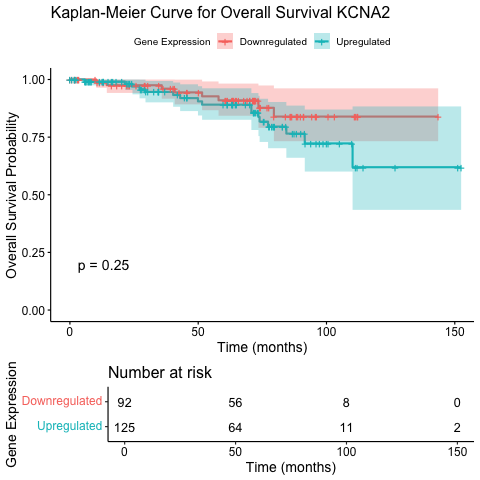 Kaplan-Meier Curve for Overall Survival KCNA2
Gene Expression Downregulated Upregulated
1.00
0.75
0.50
0.25
0.00
Overall Survival Probability
p = 0.25
0 50 100 150
Time (months)
Number at risk
Gene Expression
Downregulated 92 56 8 0
Upregulated 125 64 11 2
0 50 100 150
Time (months)